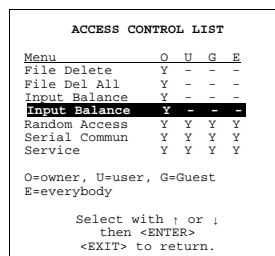 ACCESS CONTROL LIST
Menu O U G E
File Delete Y - - -
File Del All Y - - -
Input Balance Y - - -
Input Balance Y - - -
Random Access Y Y Y Y
Serial Commun Y Y Y Y
Service Y Y Y Y
O=owner, U=user, G=Guest
E=everybody
Select with ↑ or ↓
then <ENTER>
<EXIT> to return.